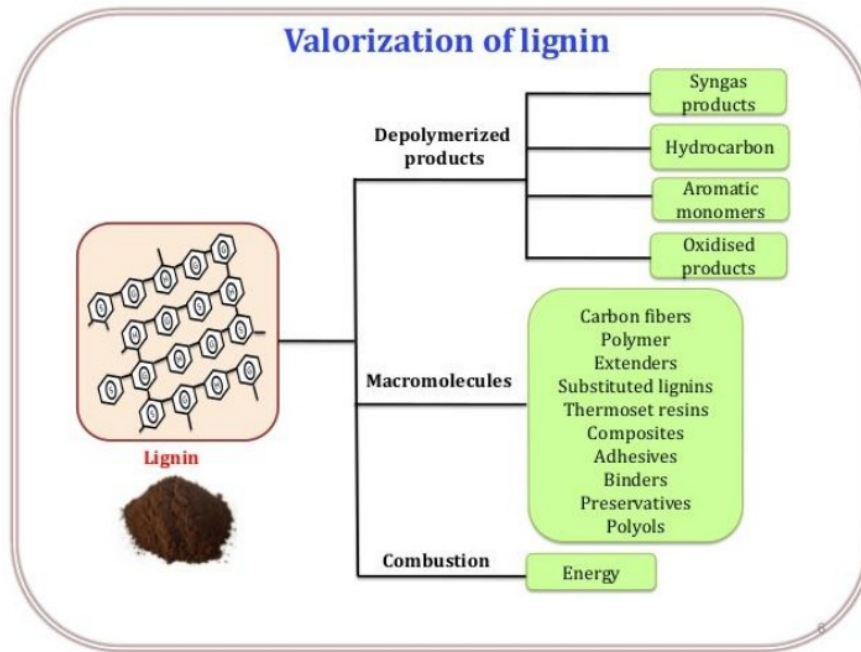 Valorization of lignin
Depolymerized
products
Syngas
products
Hydrocarbon
Aromatic
monomers
Oxidised
products
Lignin
Macromolecules
Carbon fibers
Polymer
Extenders
Substituted lignins
Thermoset resins
Composites
Adhesives
Binders
Preservatives
Polyols
Combustion
Energy